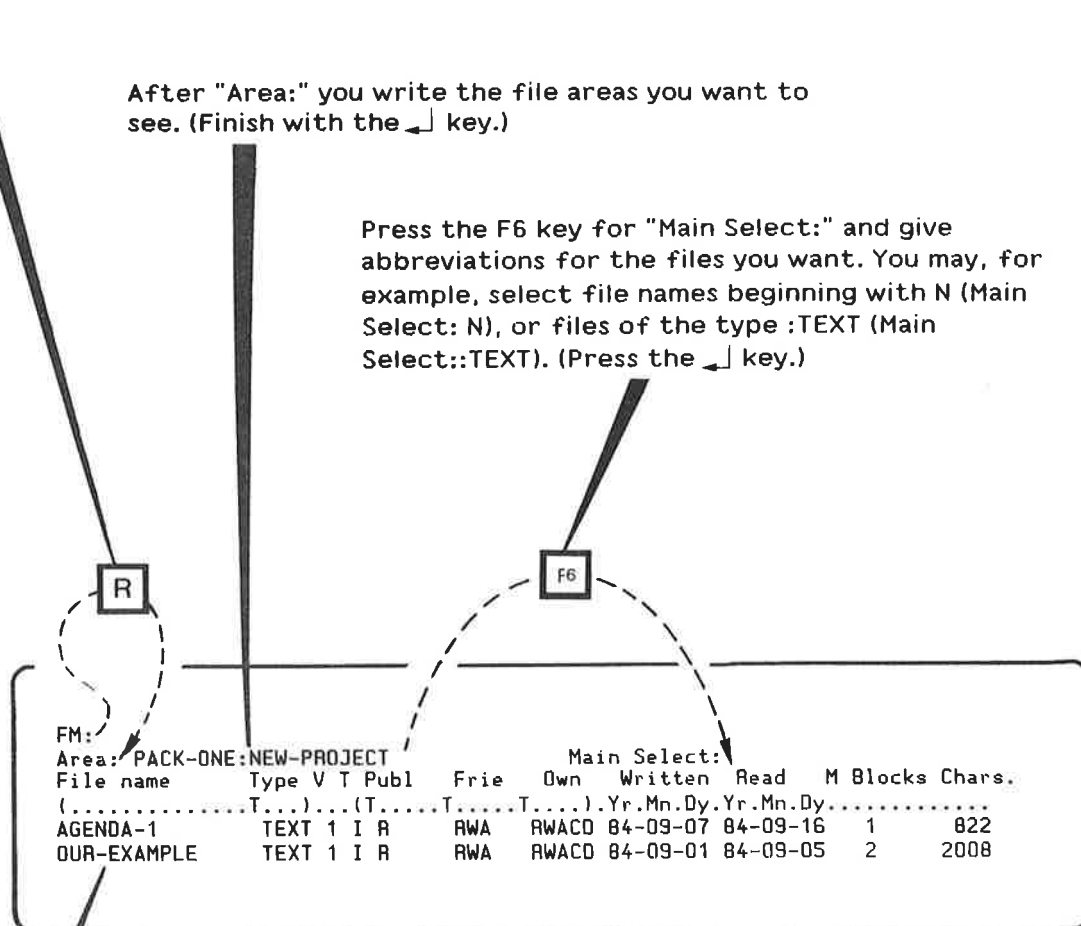 After "Area:" you write the file areas you want to
see. (Finish with the ↵ key.)
Press the F6 key for "Main Select:" and give
abbreviations for the files you want. You may, for
example, select file names beginning with N (Main
Select: N), or files of the type :TEXT (Main
Select::TEXT). (Press the ↵ key.)
R
F6
FM:
Area: PACK-ONE:NEW-PROJECT Main Select:
File name Type V T Publ Frie Own Written Read M Blocks Chars.
(...............T...)...(T.....T.....T....).Yr.Mn.Dy.Yr.Mn.Dy..............
AGENDA-1 TEXT 1 I R RWA RWACD 84-09-07 84-09-16 1 822
OUR-EXAMPLE TEXT 1 I R RWA RWACD 84-09-01 84-09-05 2 2008